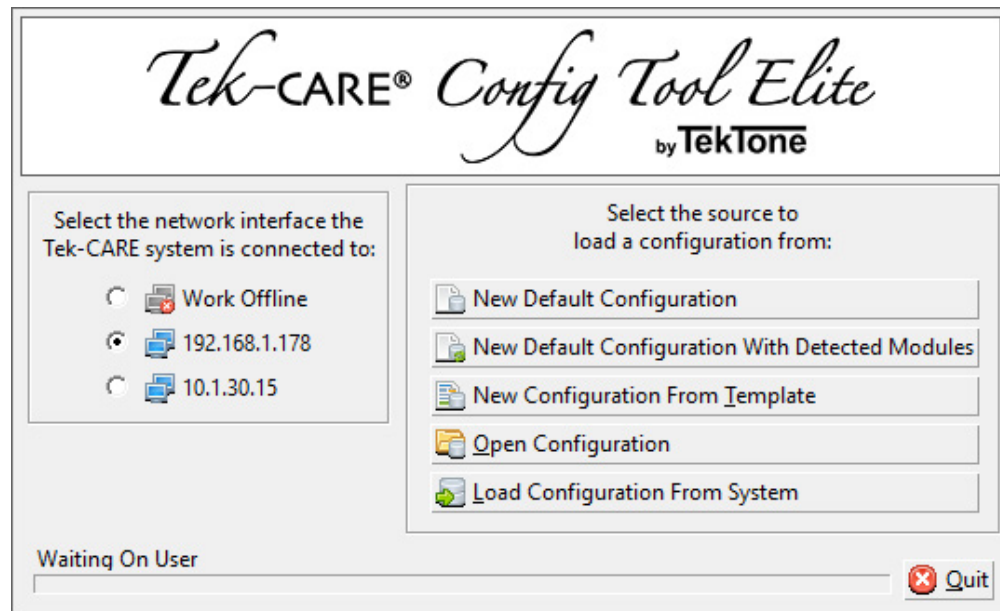 Tek-CARE® Config Tool Elite
by TekTone
Select the network interface the
Tek-CARE system is connected to:
Work Offline
192.168.1.178
10.1.30.15
Select the source to
load a configuration from:
New Default Configuration
New Default Configuration With Detected Modules
New Configuration From Template
Open Configuration
Load Configuration From System
Waiting On User
Quit